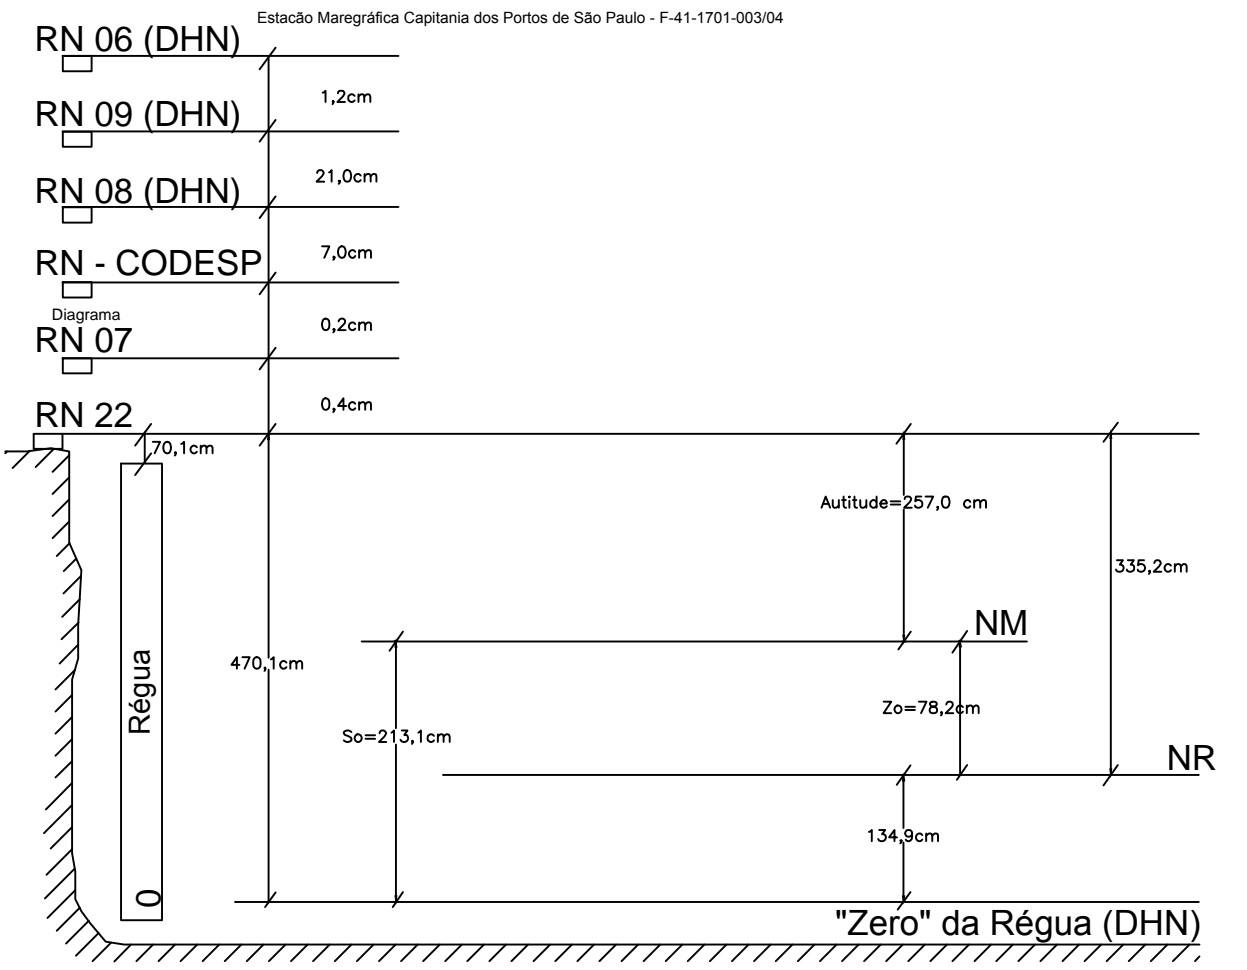 Estacão Maregráfica Capitania dos Portos de São Paulo - F-41-1701-003/04
RN 06 (DHN)
1,2cm
RN 09 (DHN)
21,0cm
RN 08 (DHN)
7,0cm
RN - CODESP
Diagrama
0,2cm
RN 07
0,4cm
RN 22
70,1cm
Autitude=257,0 cm
335,2cm
NM
470,1cm
Régua
Zo=78,2cm
So=213,1cm
NR
134,9cm
0
"Zero" da Régua (DHN)